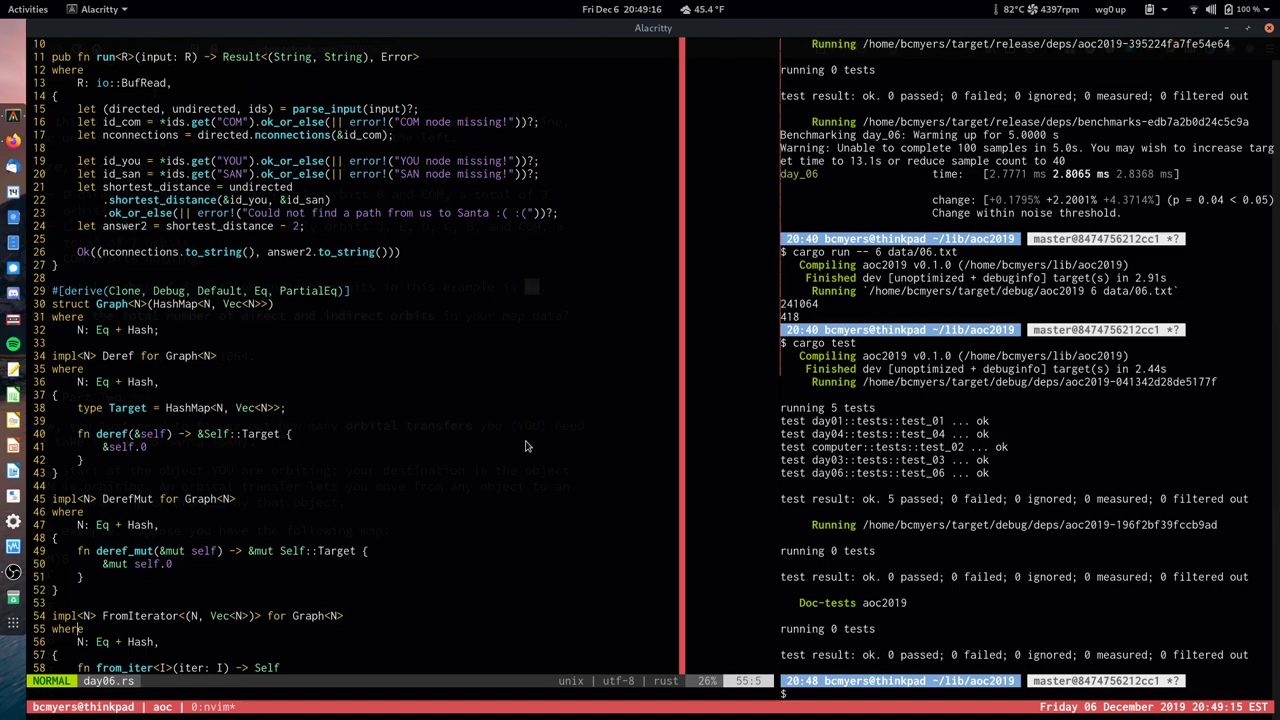 Activities
Alacritty
Fri Dec 6 20:49:16
45.4 °F
82°C
4397rpm
wg0 up
100 %
Alacritty
10
11 pub fn run<R>(input: R) -> Result<(String, String), Error>
12 where
13     R: io::BufRead,
14 {
15     let (directed, undirected, ids) = parse_input(input)?;
16     let id_com = *ids.get("COM").ok_or_else(|| error!("COM node missing!"))?;
17     let nconnections = directed.nconnections(&id_com);
18
19     let id_you = *ids.get("YOU").ok_or_else(|| error!("YOU node missing!"))?;
20     let id_san = *ids.get("SAN").ok_or_else(|| error!("SAN node missing!"))?;
21     let shortest_distance = undirected
22         .shortest_distance(&id_you, &id_san)
23         .ok_or_else(|| error!("Could not find a path from us to Santa :( :("))?;
24     let answer2 = shortest_distance - 2;
25
26     Ok((nconnections.to_string(), answer2.to_string()))
27 }
28
29 #[derive(Clone, Debug, Default, Eq, PartialEq)]
30 struct Graph<N>(HashMap<N, Vec<N>>)
31 where
32     N: Eq + Hash;
33
34 impl<N> Deref for Graph<N>
35 where
36     N: Eq + Hash,
37 {
38     type Target = HashMap<N, Vec<N>>;
39
40     fn deref(&self) -> &Self::Target {
41         &self.0
42     }
43 }
44
45 impl<N> DerefMut for Graph<N>
46 where
47     N: Eq + Hash,
48 {
49     fn deref_mut(&mut self) -> &mut Self::Target {
50         &mut self.0
51     }
52 }
53
54 impl<N> FromIterator<(N, Vec<N>)> for Graph<N>
55 where
56     N: Eq + Hash,
57 {
58     fn from_iter<I>(iter: I) -> Self
NORMAL day06.rs unix | utf-8 | rust 26% 55:5
Running /home/bcmyers/target/release/deps/aoc2019-395224fa7fe54e64
running 0 tests
test result: ok. 0 passed; 0 failed; 0 ignored; 0 measured; 0 filtered out
Running /home/bcmyers/target/release/deps/benchmarks-edb7a2b0d24c5c9a
Benchmarking day_06: Warming up for 5.0000 s
Warning: Unable to complete 100 samples in 5.0s. You may wish to increase targ
et time to 13.1s or reduce sample count to 40
day_06 time: [2.7771 ms 2.8065 ms 2.8368 ms]
change: [+0.1795% +2.2001% +4.3714%] (p = 0.04 < 0.05)
Change within noise threshold.
20:40 bcmyers@thinkpad ~/lib/aoc2019 master@8474756212cc1 *?
$ cargo run -- 6 data/06.txt
Compiling aoc2019 v0.1.0 (/home/bcmyers/lib/aoc2019)
Finished dev [unoptimized + debuginfo] target(s) in 2.91s
Running `/home/bcmyers/target/debug/aoc2019 6 data/06.txt`
241064
418
20:40 bcmyers@thinkpad ~/lib/aoc2019 master@8474756212cc1 *?
$ cargo test
Compiling aoc2019 v0.1.0 (/home/bcmyers/lib/aoc2019)
Finished dev [unoptimized + debuginfo] target(s) in 2.44s
Running /home/bcmyers/target/debug/deps/aoc2019-041342d28de5177f
running 5 tests
test day01::tests::test_01 ... ok
test day04::tests::test_04 ... ok
test computer::tests::test_02 ... ok
test day03::tests::test_03 ... ok
test day06::tests::test_06 ... ok
test result: ok. 5 passed; 0 failed; 0 ignored; 0 measured; 0 filtered out
Running /home/bcmyers/target/debug/deps/aoc2019-196f2bf39fccb9ad
running 0 tests
test result: ok. 0 passed; 0 failed; 0 ignored; 0 measured; 0 filtered out
Doc-tests aoc2019
running 0 tests
test result: ok. 0 passed; 0 failed; 0 ignored; 0 measured; 0 filtered out
20:48 bcmyers@thinkpad ~/lib/aoc2019 master@8474756212cc1 *?
$
bcmyers@thinkpad | aoc | 0:nvim*
Friday 06 December 2019 20:49:15 EST